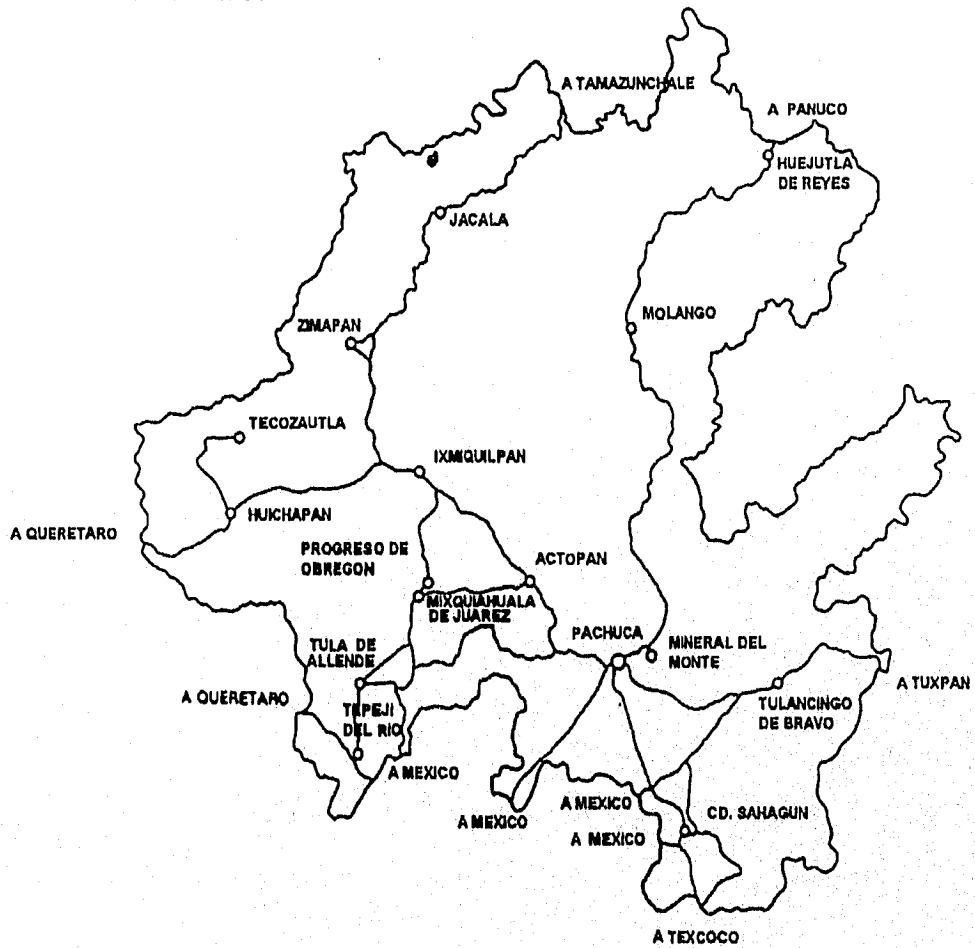 A TAMAZUNCHALE
A PANUCO
HUEJUTLA
DE REYES
JACALA
MOLANGO
ZIMAPAN
TECOZAUTLA
IXMIQUILPAN
HUICHAPAN
A QUERETARO
PROGRESO DE
OBREGON
ACTOPAN
MIXQUIAHUALA
DE JUAREZ
PACHUCA
MINERAL DEL
MONTE
TULA DE
ALLENDE
A QUERETARO
TEPEJI
DEL RIO
TULANCINGO
DE BRAVO
A TUXPAN
A MEXICO
A MEXICO
A MEXICO
CD. SAHAGUN
A MEXICO
A TEXCOCO